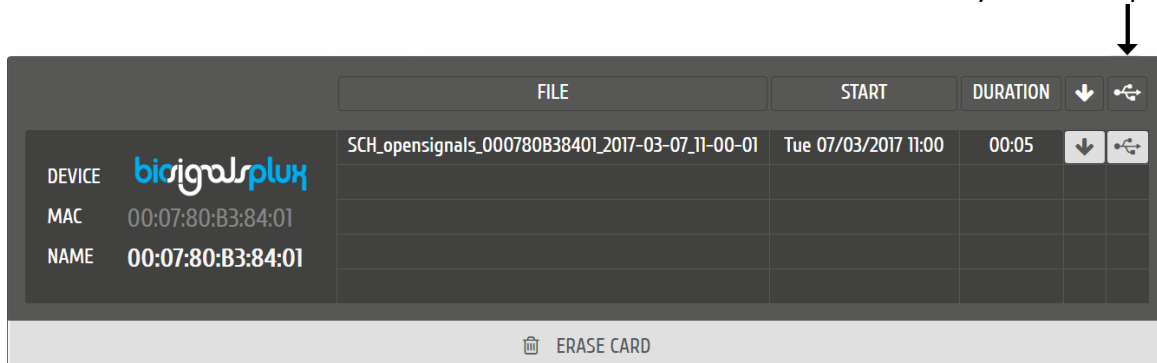 FILE START DURATION
SCH_opensignals_000780B38401_2017-03-07_11-00-01 Tue 07/03/2017 11:00 00:05
DEVICE biosignalsplux
MAC 00:07:80:B3:84:01
NAME 00:07:80:B3:84:01
ERASE CARD